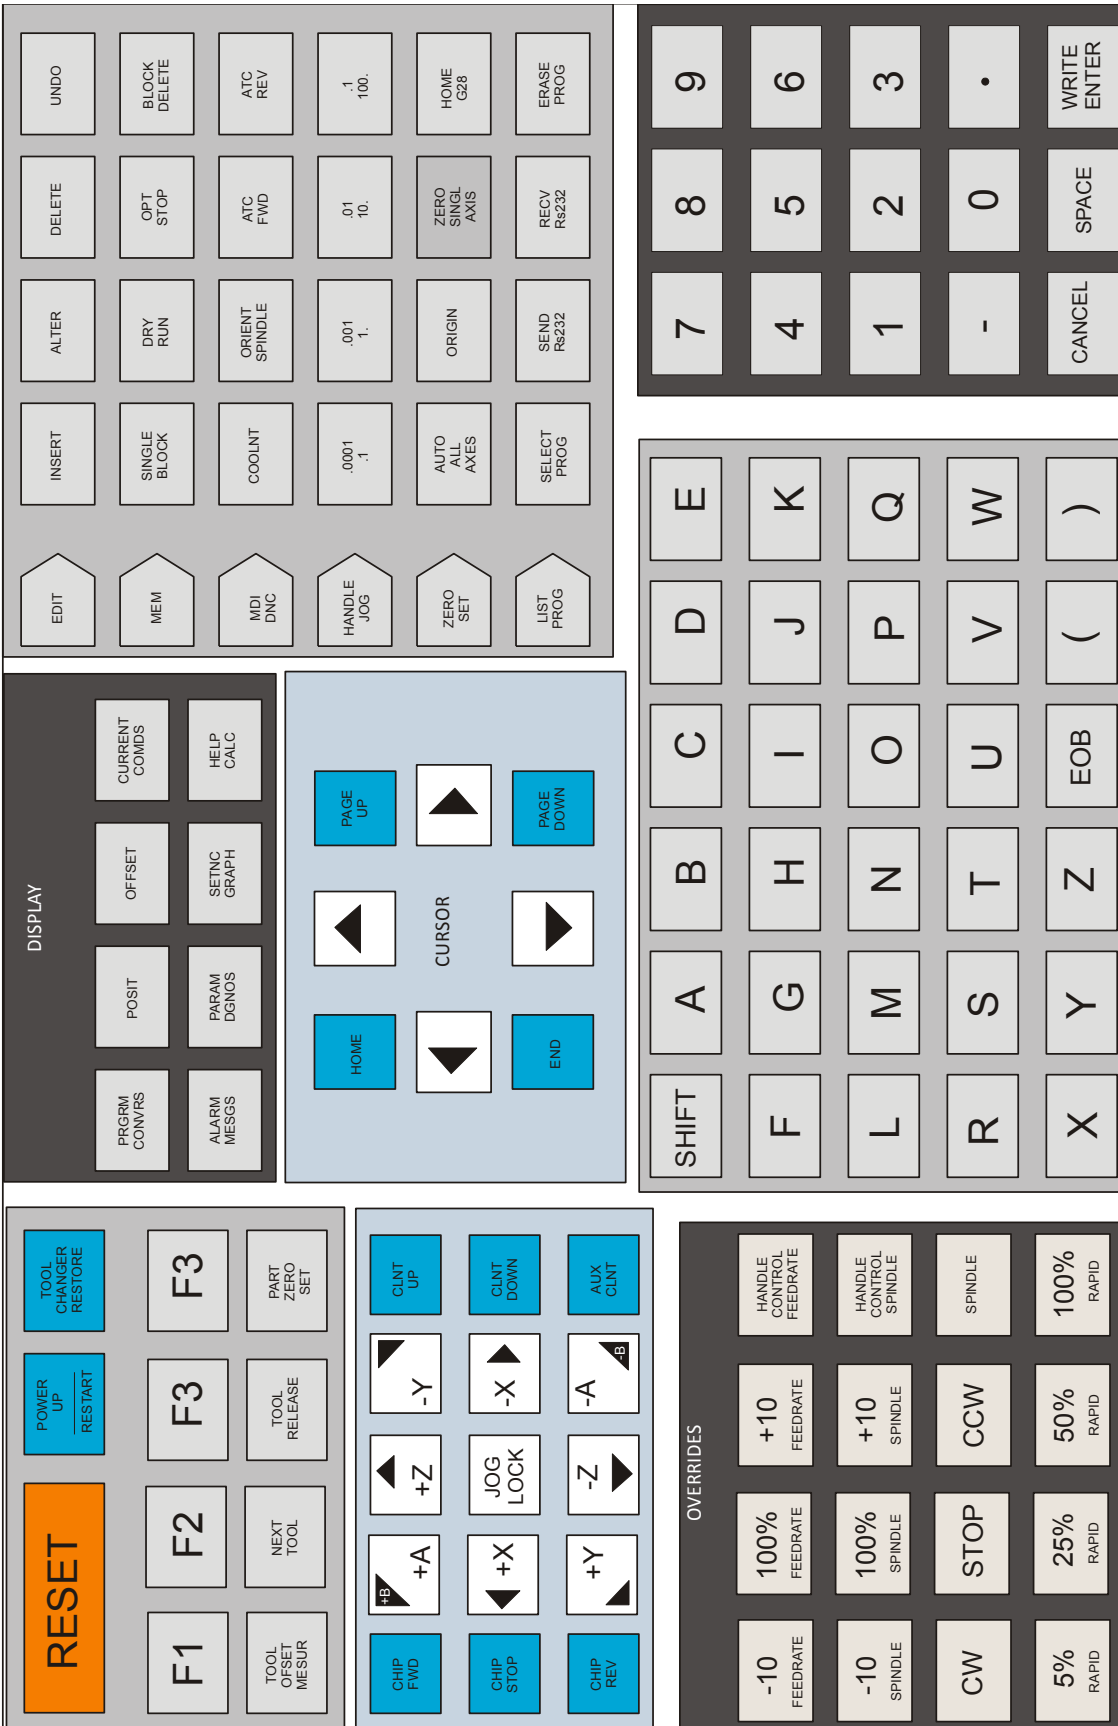 RESET
POWER
UP
RESTART
TOOL
CHANGER
RESTORE
F1
F2
F3
F3
TOOL
OFSET
MESUR
NEXT
TOOL
TOOL
RELEASE
PART
ZERO
SET
DISPLAY
PRGRM
CONVRS
POSIT
OFFSET
CURRENT
COMDS
ALARM
MESGS
PARAM
DGNOS
SETNC
GRAPH
HELP
CALC
EDIT
INSERT
ALTER
DELETE
UNDO
MEM
SINGLE
BLOCK
DRY
RUN
OPT
STOP
BLOCK
DELETE
MDI
DNC
COOLNT
ORIENT
SPINDLE
ATC
FWD
ATC
REV
HANDLE
JOG
.0001
.1
.001
1.
.01
10.
.1
100.
ZERO
SET
AUTO
ALL
AXES
ORIGIN
ZERO
SINGL
AXIS
HOME
G28
LIST
PROG
SELECT
PROG
SEND
Rs232
RECV
Rs232
ERASE
PROG
CHIP
FWD
+B
+A
+Z
-Y
CLNT
UP
CHIP
STOP
+X
JOG
LOCK
-X
CLNT
DOWN
CHIP
REV
+Y
-Z
-A
-B
AUX
CLNT
HOME
PAGE
UP
CURSOR
END
PAGE
DOWN
OVERRIDES
-10
FEEDRATE
100%
FEEDRATE
+10
FEEDRATE
HANDLE
CONTROL
FEEDRATE
-10
SPINDLE
100%
SPINDLE
+10
SPINDLE
HANDLE
CONTROL
SPINDLE
CW
STOP
CCW
SPINDLE
5%
RAPID
25%
RAPID
50%
RAPID
100%
RAPID
SHIFT A B C D E
F G H I J K
L M N O P Q
R S T U V W
X Y Z EOB ( )
7 8 9
4 5 6
1 2 3
- 0 .
CANCEL
SPACE
WRITE
ENTER